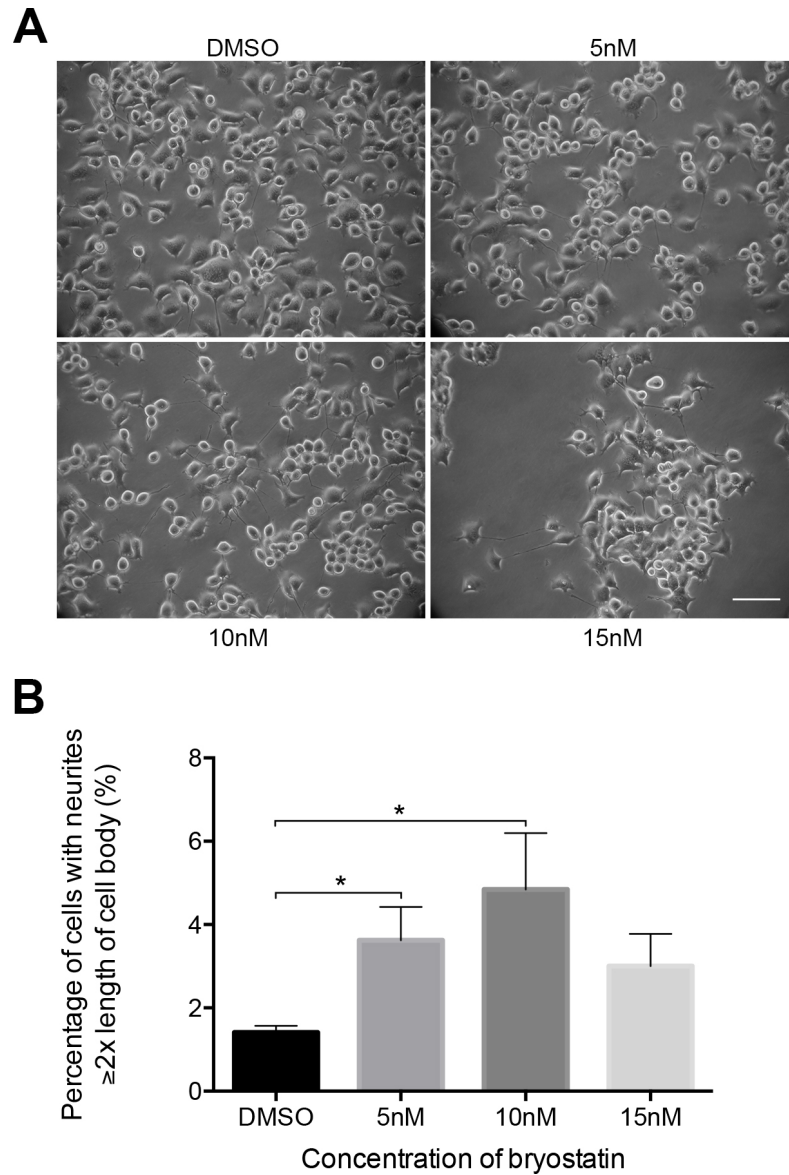 A
DMSO
5nM
10nM
15nM
B
Percentage of cells with neurites
≥2x length of cell body (%)
8
6
4
2
0
*
*
DMSO
5nM
10nM
15nM
Concentration of bryostatin